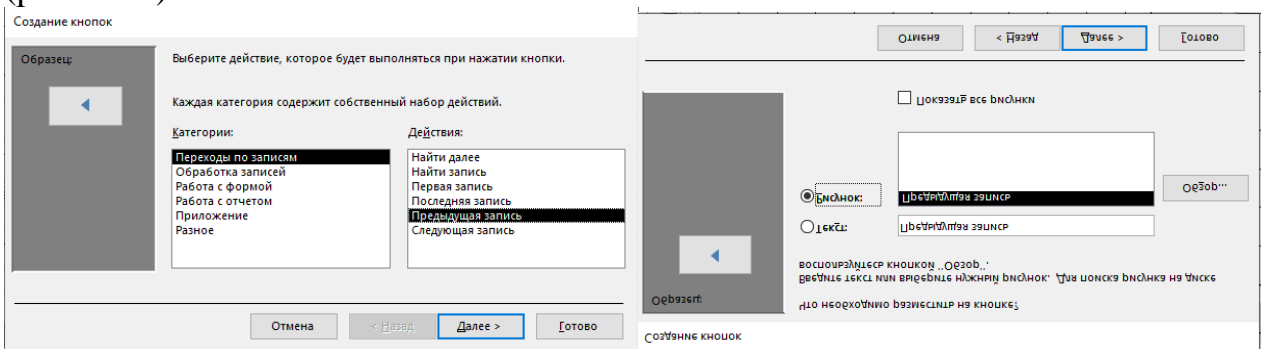 Создание кнопок
Образец:
Выберите действие, которое будет выполняться при нажатии кнопки.
Каждая категория содержит собственный набор действий.
Категории:
Действия:
Переходы по записям
Обработка записей
Работа с формой
Работа с отчетом
Приложение
Разное
Найти далее
Найти запись
Первая запись
Последняя запись
Предыдущая запись
Следующая запись
Отмена
< Назад
Далее >
Готово
Создание кнопок
Образец:
Что необходимо разместить на кнопке?
Введите текст или выберите нужный рисунок. Для поиска рисунка на диске
воспользуйтесь кнопкой "Обзор".
Текст:
Предыдущая запись
Рисунок:
Предыдущая запись
Обзор...
Показать все рисунки
Отмена
< Назад
Далее >
Готово